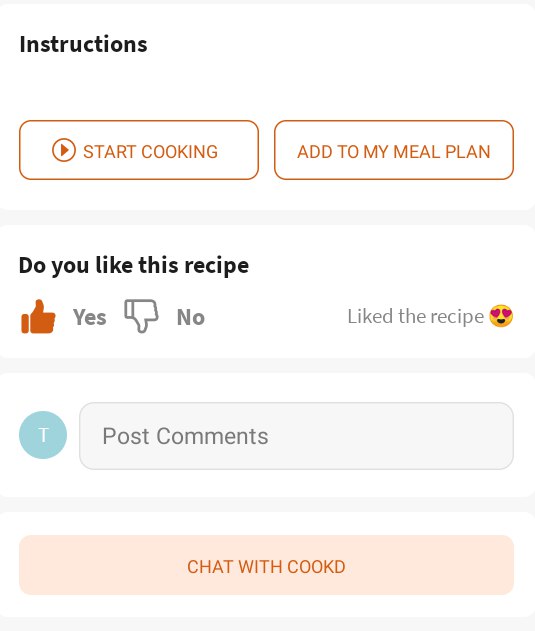 Instructions
START COOKING
ADD TO MY MEAL PLAN
Do you like this recipe
Yes No Liked the recipe 😍
T Post Comments
CHAT WITH COOKD